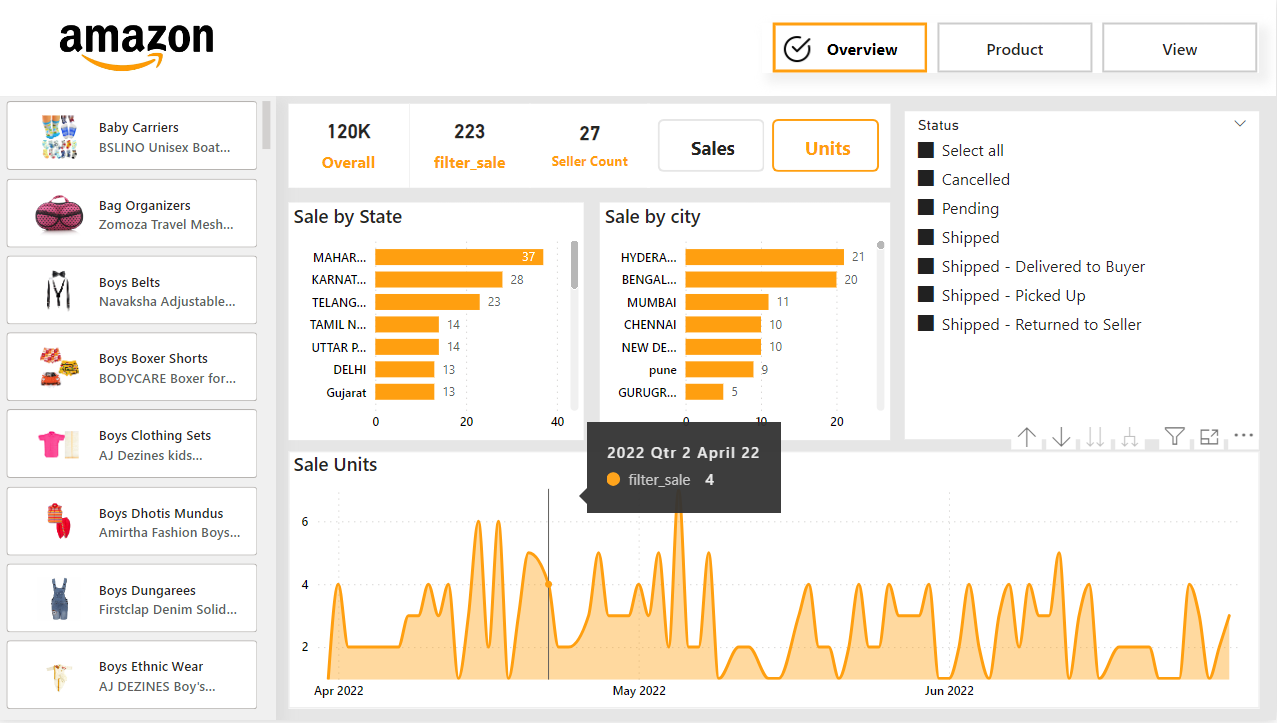 amazon
Overview
Product
View
Baby Carriers
BSLINO Unisex Boat...
Bag Organizers
Zomoza Travel Mesh...
Boys Belts
Navaksha Adjustable...
Boys Boxer Shorts
BODYCARE Boxer for...
Boys Clothing Sets
AJ Dezines kids...
Boys Dhotis Mundus
Amirtha Fashion Boys...
Boys Dungarees
Firstclap Denim Solid...
Boys Ethnic Wear
AJ DEZINES Boy's...
120K
Overall
223
filter_sale
27
Seller Count
Sales
Units
Status
Select all
Cancelled
Pending
Shipped
Shipped - Delivered to Buyer
Shipped - Picked Up
Shipped - Returned to Seller
Sale by State
MAHAR... 37
KARNAT... 28
TELANG... 23
TAMIL N... 14
UTTAR P... 14
DELHI 13
Gujarat 13
0 20 40
Sale by city
HYDERA... 21
BENGAL... 20
MUMBAI 11
CHENNAI 10
NEW DE... 10
pune 9
GURUGR... 5
0 10 20
Sale Units
2022 Qtr 2 April 22
filter_sale 4
6
4
2
Apr 2022 May 2022 Jun 2022